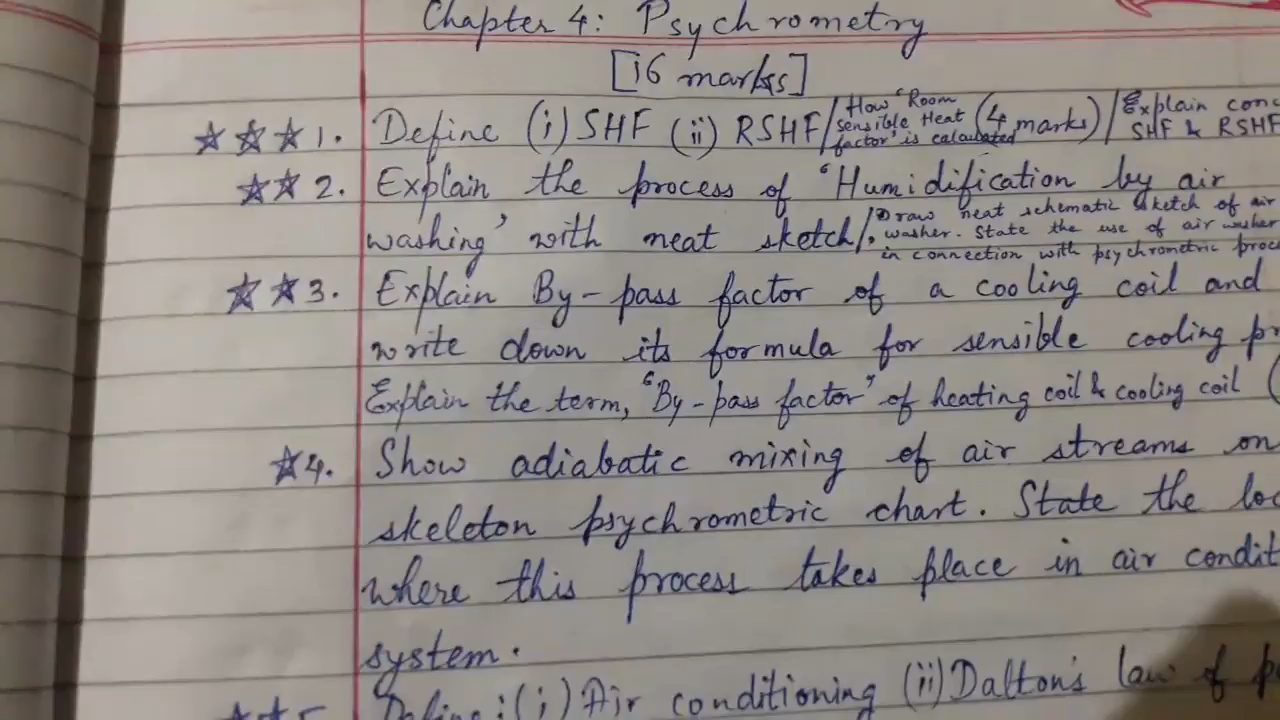 Chapter 4: Psychrometry
[16 marks]
☆☆☆ 1. Define (i) SHF (ii) RSHF / How 'Room sensible Heat factor' is calculated (4 marks) / Explain SHF & RSHF
☆☆ 2. Explain the process of 'Humidification by air
washing' with neat sketch /. Draw neat schematic sketch of air washer. State the use of air washer in connection with psychrometric
☆☆ 3. Explain By-pass factor of a cooling coil and
write down its formula for sensible cooling
Explain the term, "By-pass factor" of heating coil & cooling coil (
☆ 4. Show adiabatic mixing of air streams on
skeleton psychrometric chart. State the
where this process takes place in air
system.
☆☆ 5. Define: (i) Air conditioning (ii) Dalton's law of